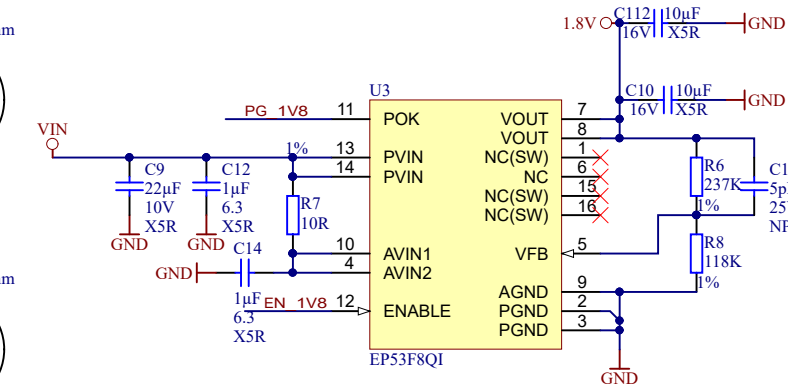 m
C112 10µF
1.8V
16V X5R
GND
U3
C10 10µF
16V X5R
GND
PG_1V8
11
POK
VOUT
7
VOUT
8
VIN
1%
13
PVIN
NC(SW)
1
14
PVIN
NC
6
NC(SW)
15
NC(SW)
16
C9
22µF
10V
X5R
GND
C12
1µF
6.3
X5R
GND
R7
10R
R6
237K
1%
C1
5p
25
NP
C14
GND
1µF
6.3
X5R
10
AVIN1
4
AVIN2
VFB
5
R8
118K
1%
EN_1V8
12
ENABLE
AGND
9
PGND
2
PGND
3
EP53F8QI
GND
m